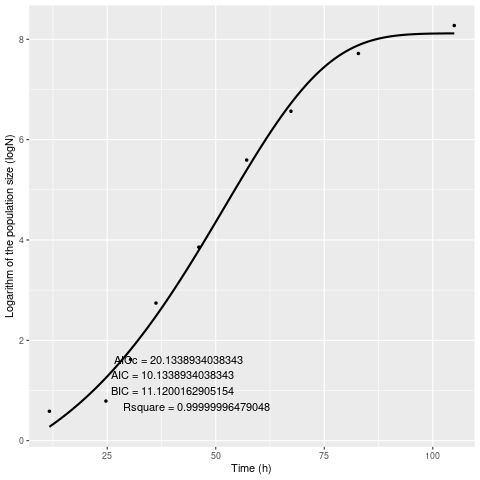 8
6
4
2
0
Logarithm of the population size (logN)
AICc = 20.1338934038343
AIC = 10.1338934038343
BIC = 11.1200162905154
Rsquare = 0.99999996479048
25
50
75
100
Time (h)